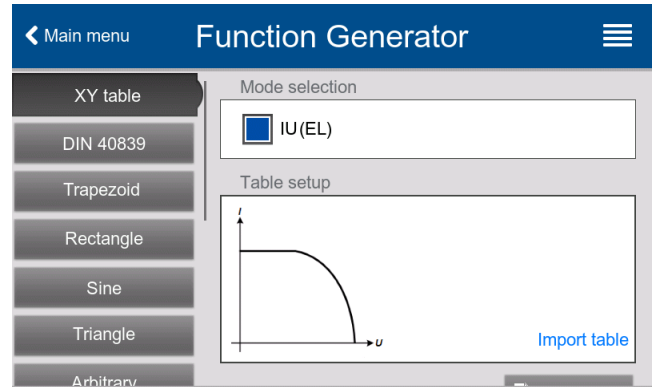 Main menu
Function Generator
XY table
DIN 40839
Trapezoid
Rectangle
Sine
Triangle
Arbitrary
Mode selection
IU(EL)
Table setup
I
U
Import table